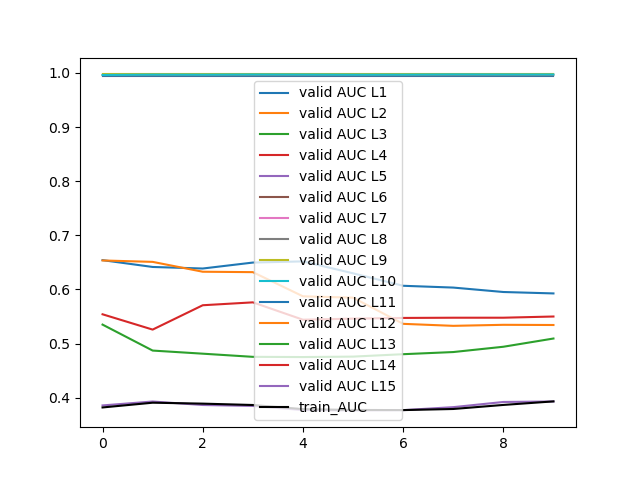 1.0
0.9
0.8
0.7
0.6
0.5
0.4
valid AUC L1
valid AUC L2
valid AUC L3
valid AUC L4
valid AUC L5
valid AUC L6
valid AUC L7
valid AUC L8
valid AUC L9
valid AUC L10
valid AUC L11
valid AUC L12
valid AUC L13
valid AUC L14
valid AUC L15
train_AUC
0 2 4 6 8